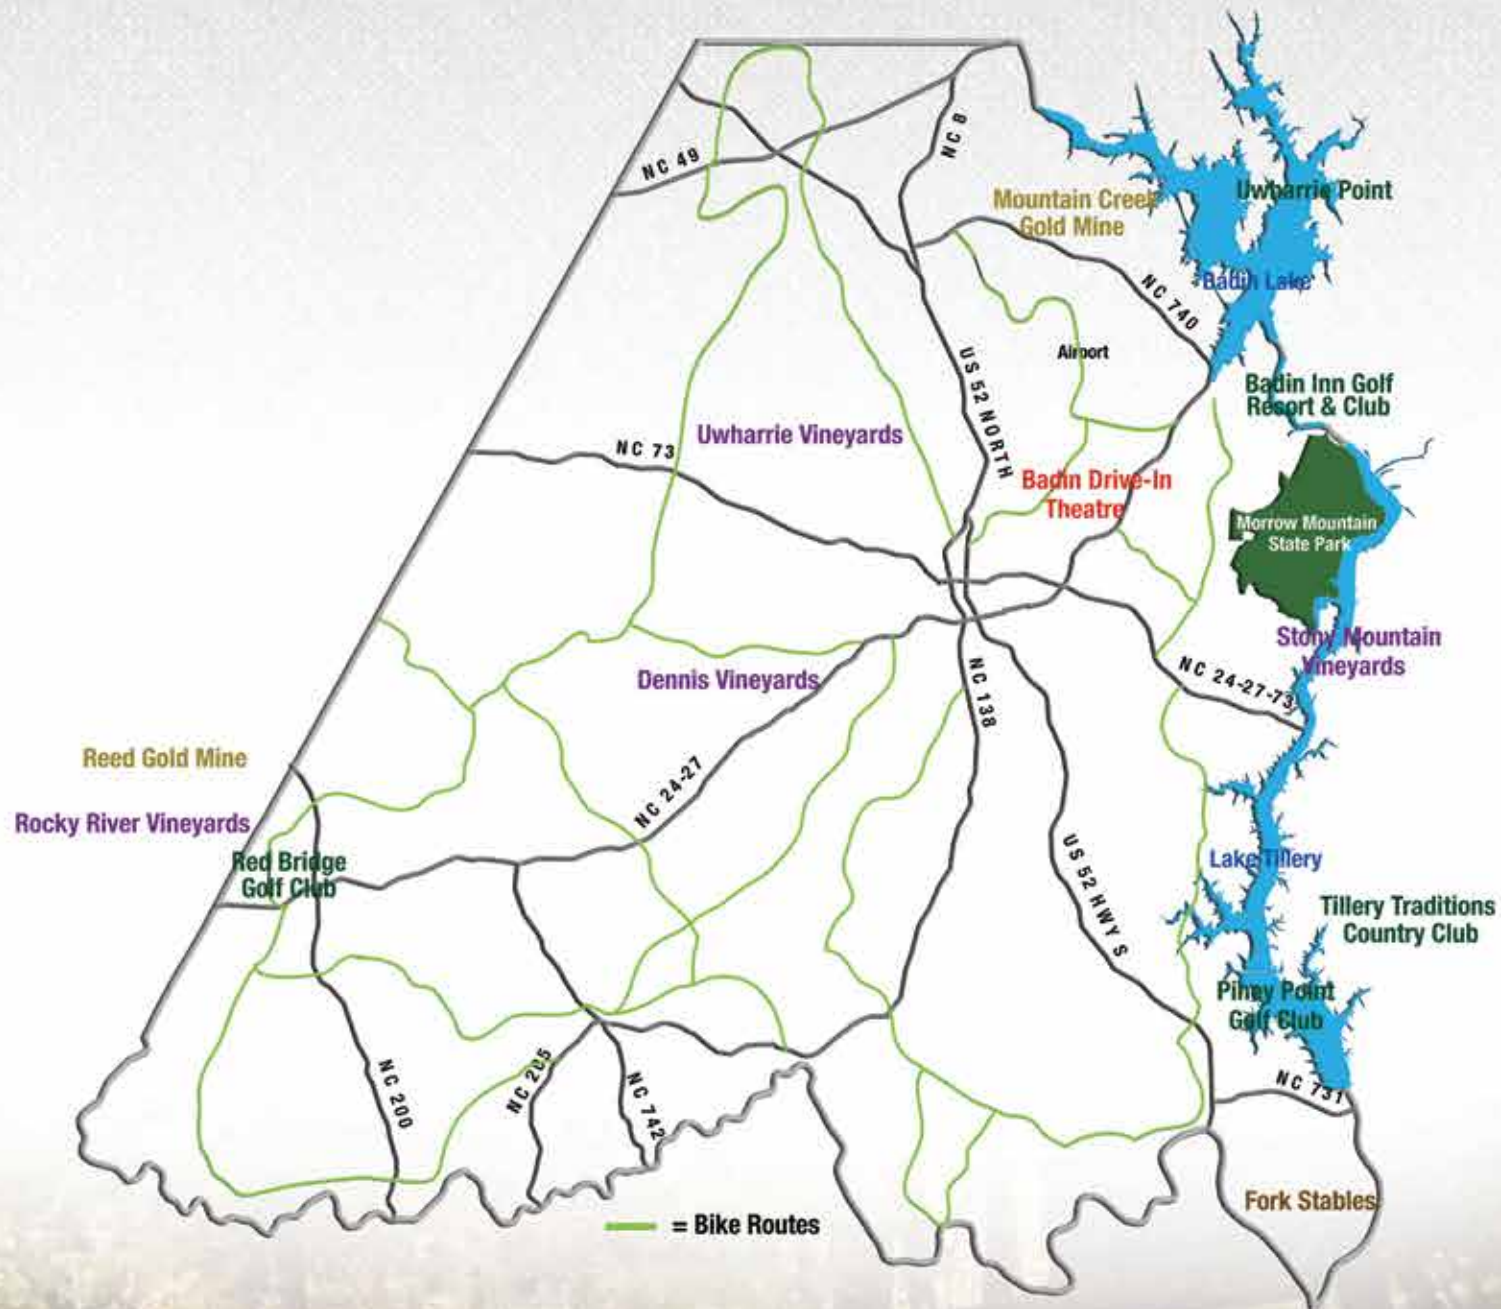 NC 8
NC 49
Mountain Creek
Gold Mine
Uwharrie Point
Badin Lake
NC 740
Airport
US 52 NORTH
Badin Inn Golf
Resort & Club
Uwharrie Vineyards
NC 73
Badin Drive-In
Theatre
Morrow Mountain
State Park
Stony Mountain
Vineyards
Dennis Vineyards
NC 138
NC 24-27-73
Reed Gold Mine
NC 24-27
Rocky River Vineyards
Red Bridge
Golf Club
US 52 HWY S
Lake Tillery
Tillery Traditions
Country Club
Piney Point
Golf Club
NC 200
NC 205
NC 742
NC 731
Fork Stables
= Bike Routes